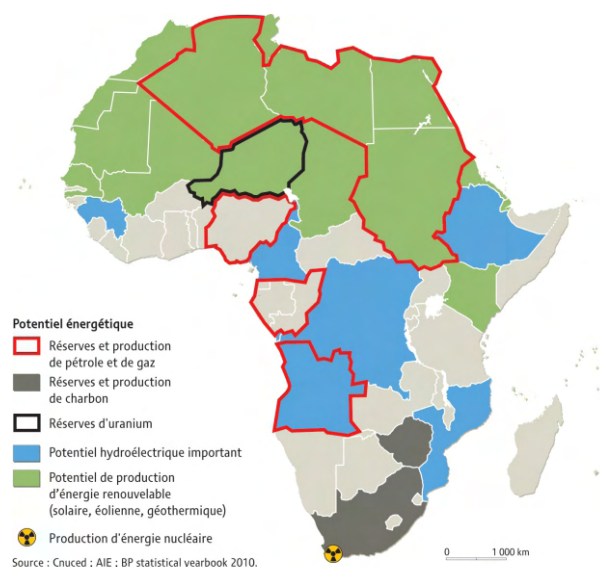 Potentiel énergétique
Réserves et production
de pétrole et de gaz
Réserves et production
de charbon
Réserves d'uranium
Potentiel hydroélectrique important
Potentiel de production
d'énergie renouvelable
(solaire, éolienne, géothermique)
Production d'énergie nucléaire
Source : Cnuced ; AIE ; BP statistical yearbook 2010.
0 1 000 km